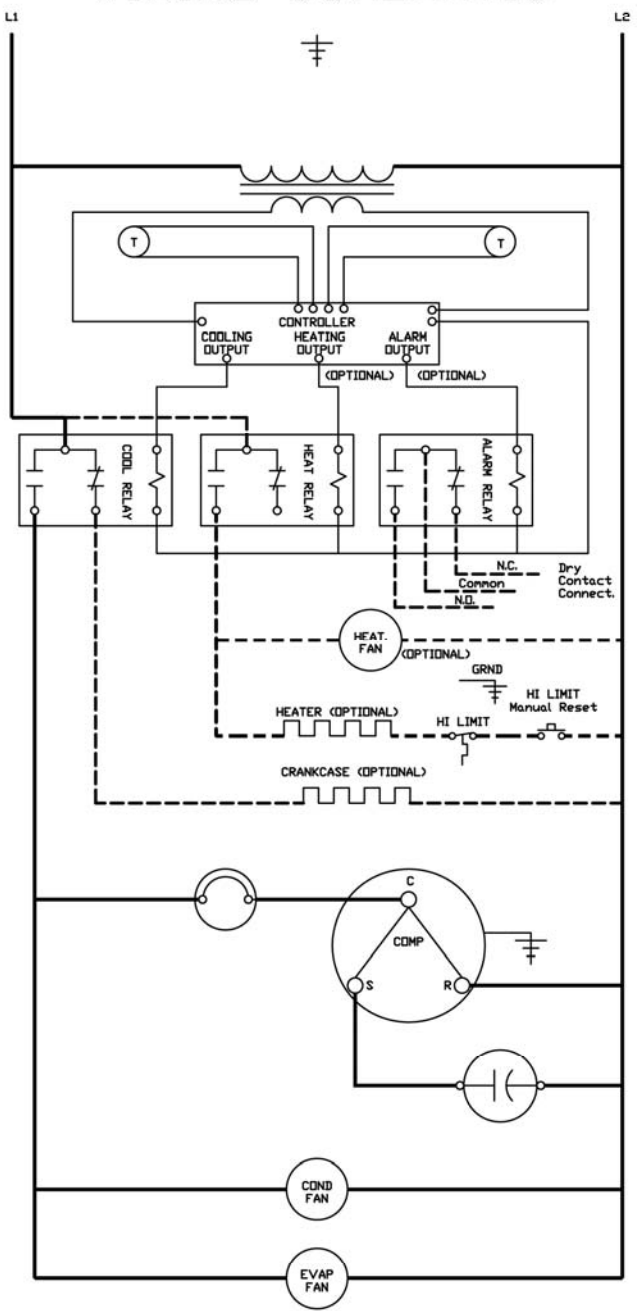 L1
L2
T
T
CONTROLLER
COOLING
OUTPUT
HEATING
OUTPUT
ALARM
OUTPUT
(OPTIONAL)
(OPTIONAL)
COOL RELAY
HEAT RELAY
ALARM RELAY
N.C.
Common
N.O.
Dry
Contact
Connect.
HEAT.
FAN
(OPTIONAL)
GRND
HI LIMIT
Manual Reset
HEATER (OPTIONAL)
HI LIMIT
CRANKCASE (OPTIONAL)
C
COMP
S
R
COND
FAN
EVAP
FAN